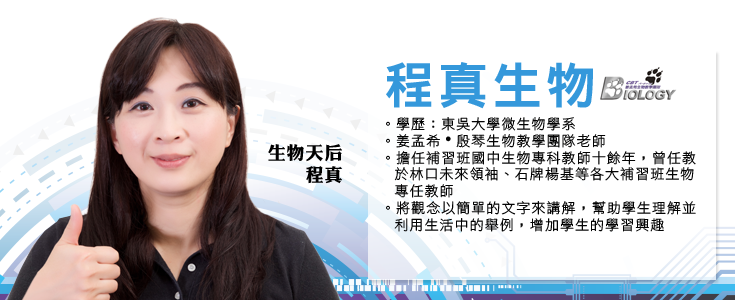 生物天后
程真
程真生物
BIOLOGY
。學歷：東吳大學微生物學系
。姜孟希•殷琴生物教學團隊老師
。擔任補習班國中生物專科教師十餘年，曾任教
於林口未來領袖、石牌楊基等各大補習班生物
專任教師
。將觀念以簡單的文字來講解，幫助學生理解並
利用生活中的舉例，增加學生的學習興趣